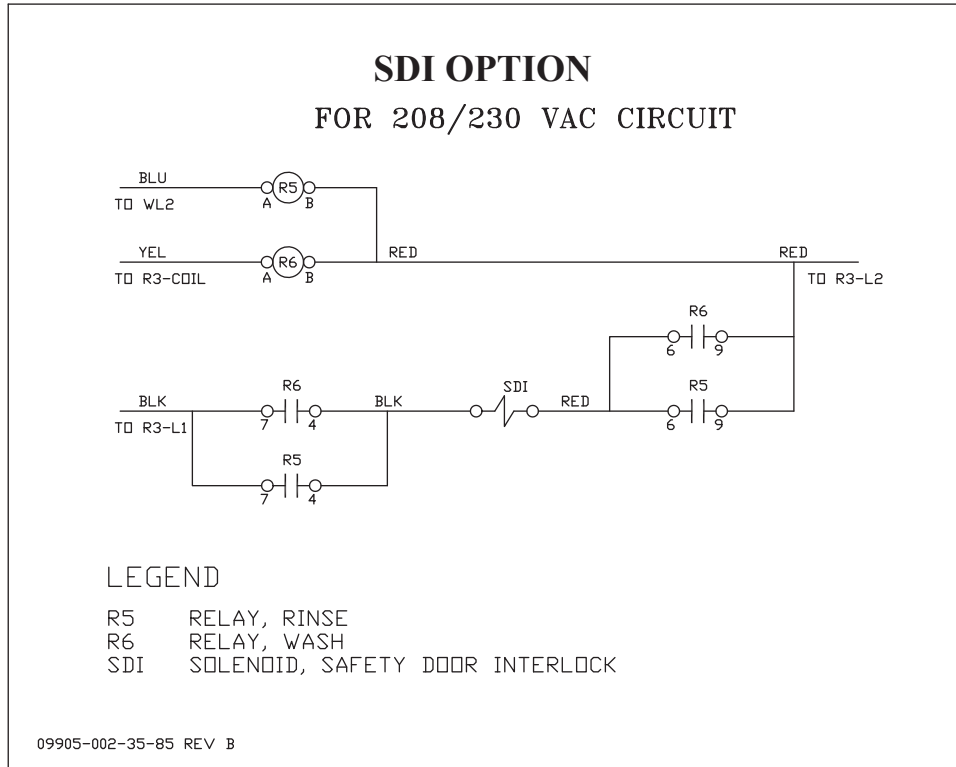 SDI OPTION
FOR 208/230 VAC CIRCUIT
BLU
R5
TO WL2
A
B
YEL
R6
RED
RED
TO R3-COIL
A
B
TO R3-L2
R6
6
9
BLK
R6
BLK
SDI
RED
R5
TO R3-L1
7
4
6
9
R5
7
4
LEGEND
R5 RELAY, RINSE
R6 RELAY, WASH
SDI SOLENOID, SAFETY DOOR INTERLOCK
09905-002-35-85 REV B